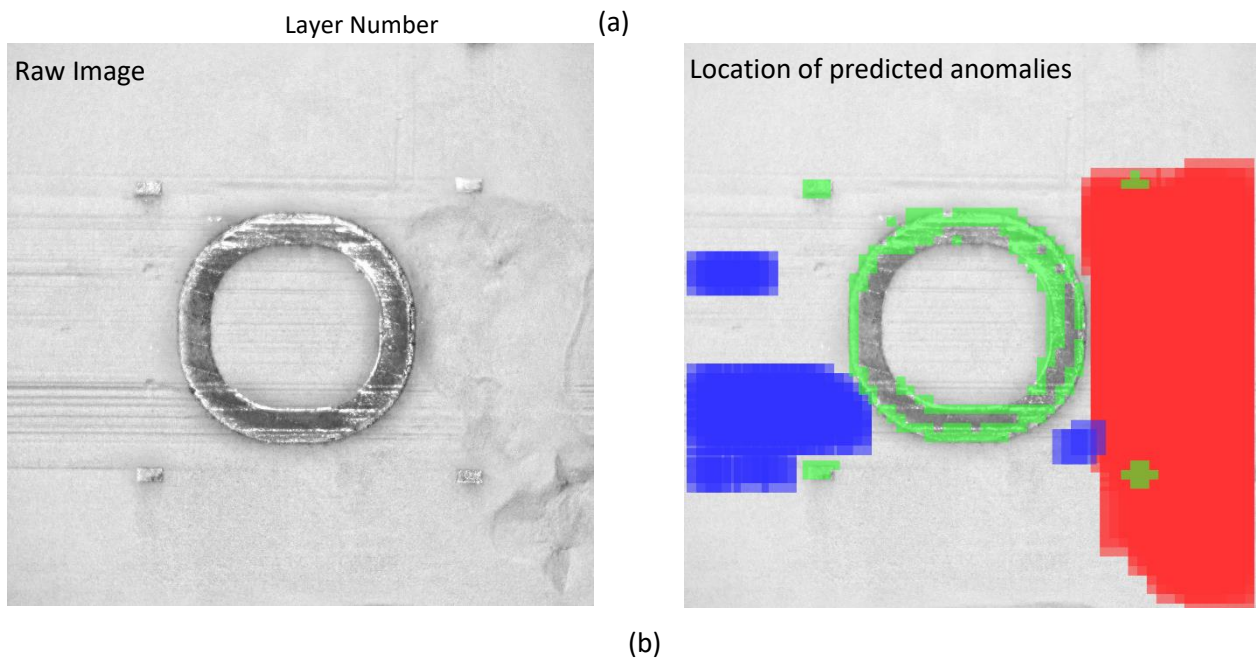 Layer Number
(a)
Raw Image
Location of predicted anomalies
(b)